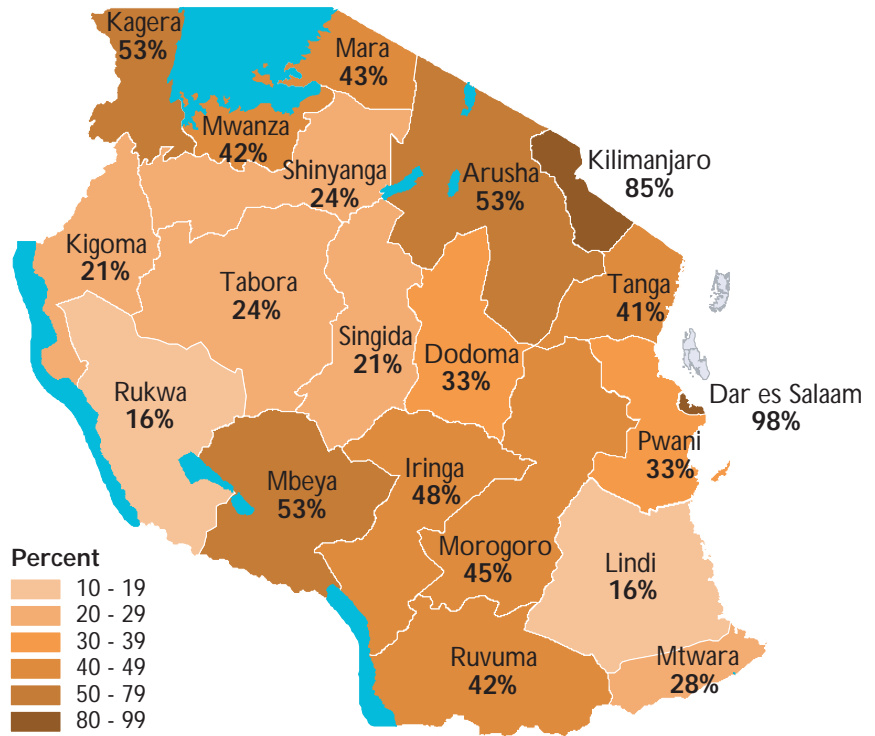 Kagera
53%
Mara
43%
Mwanza
42%
Shinyanga
24%
Arusha
53%
Kilimanjaro
85%
Kigoma
21%
Tabora
24%
Singida
21%
Dodoma
33%
Tanga
41%
Rukwa
16%
Dar es Salaam
98%
Pwani
33%
Mbeya
53%
Iringa
48%
Morogoro
45%
Lindi
16%
Ruvuma
42%
Mtwara
28%
Percent
10 - 19
20 - 29
30 - 39
40 - 49
50 - 79
80 - 99